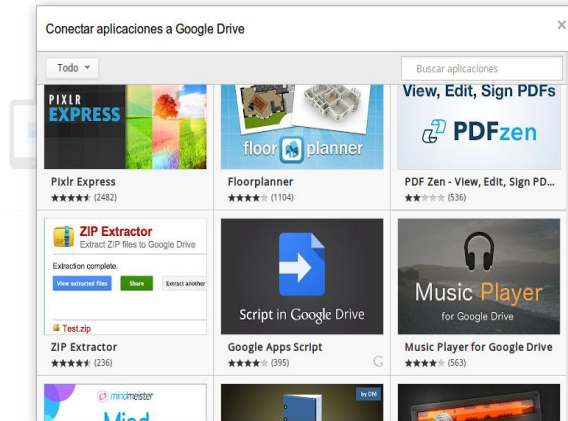 Conectar aplicaciones a Google Drive
×
Todo
Buscar aplicaciones
PIXLR
EXPRESS
floor planner
View, Edit, Sign PDFs
PDFzen
Pixlr Express
(2482)
Floorplanner
(1104)
PDF Zen - View, Edit, Sign PD...
(536)
ZIP Extractor
Extract ZIP files to Google Drive
Extraction complete.
View extracted files
Share
Extract another
Test.zip
Script in Google Drive
Music Player
for Google Drive
ZIP Extractor
(236)
Google Apps Script
(395)
G
Music Player for Google Drive
(563)
mindmeister
Mind
by DM